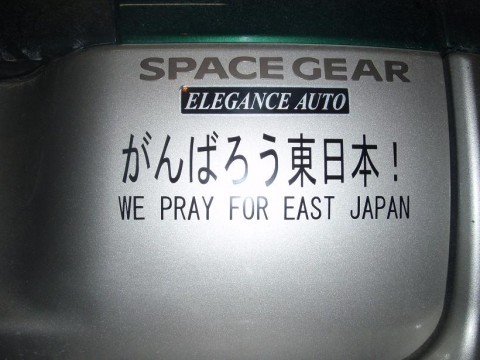 SPACE GEAR
ELEGANCE AUTO
がんばろう東日本！
WE PRAY FOR EAST JAPAN